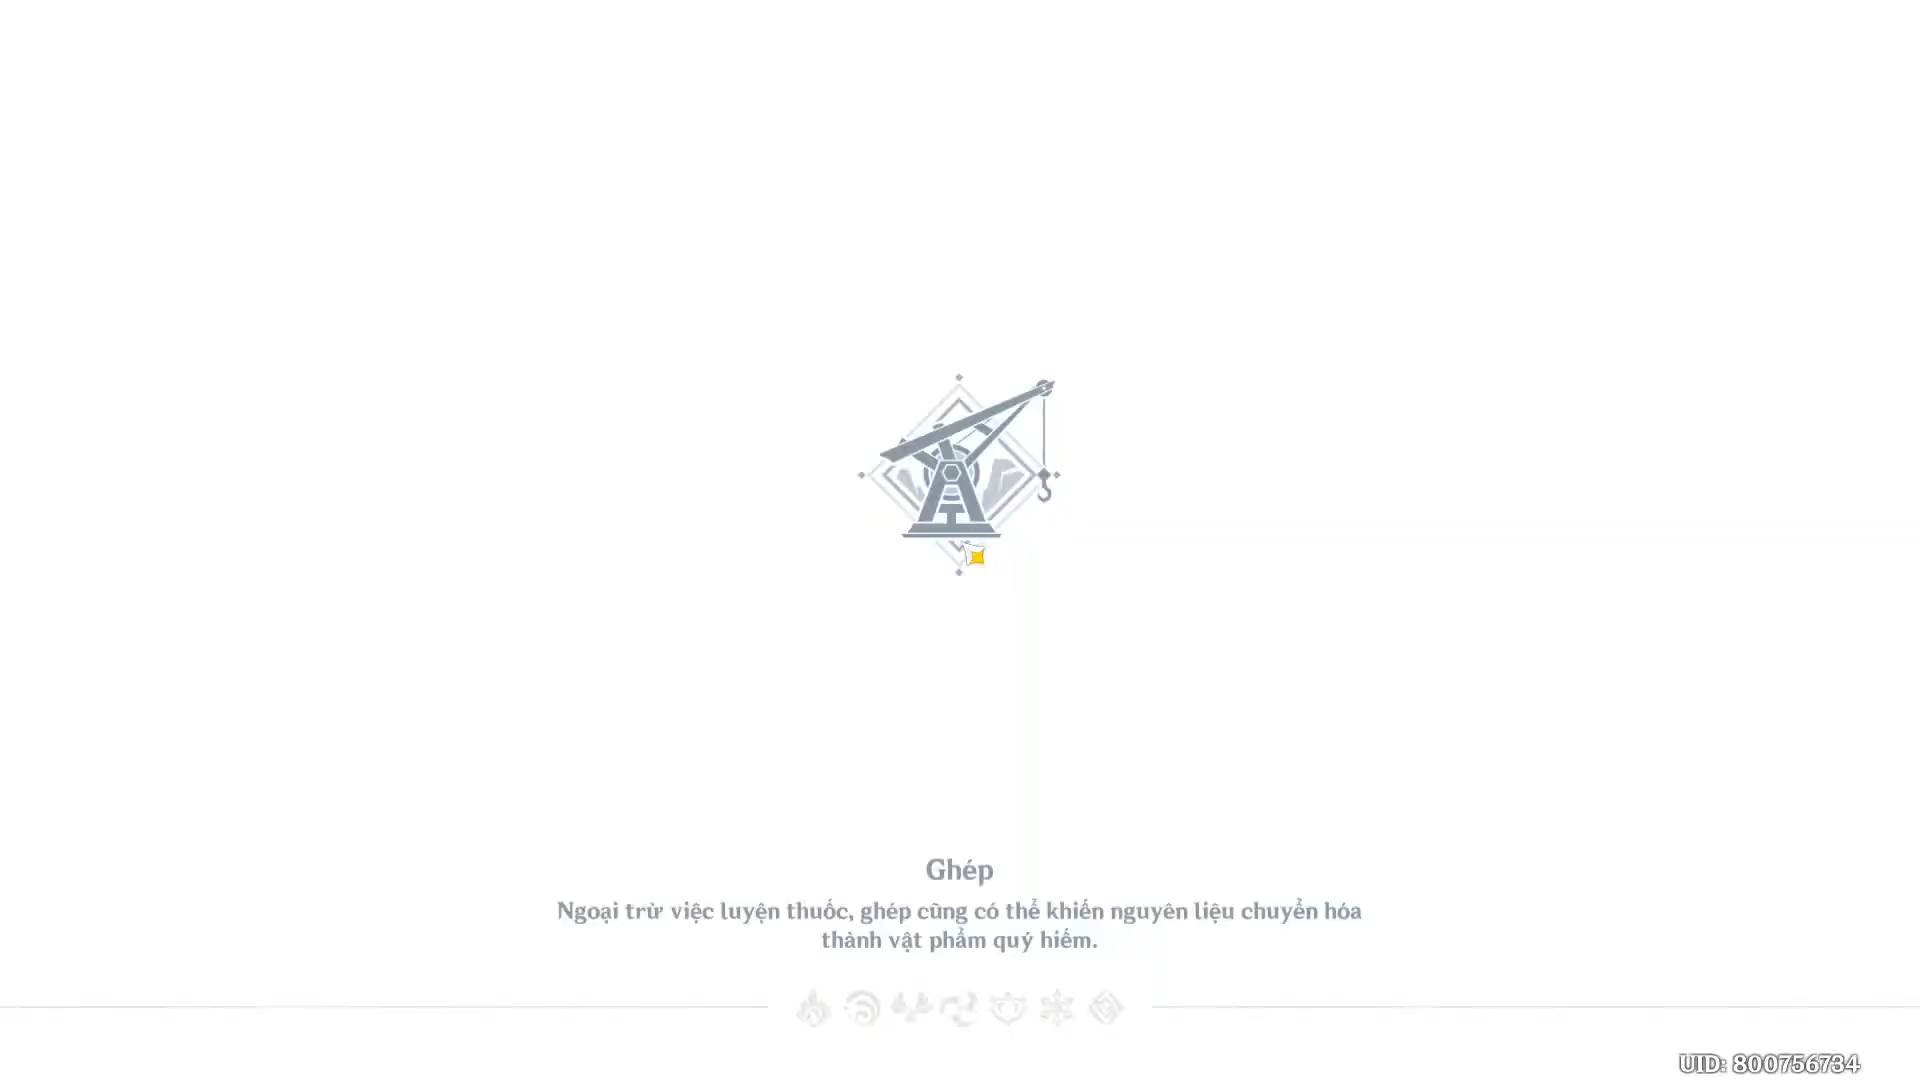 Ghép
Ngoại trừ việc luyện thuốc, ghép cũng có thể khiến nguyên liệu chuyển hóa
thành vật phẩm quý hiếm.
UID: 800756734